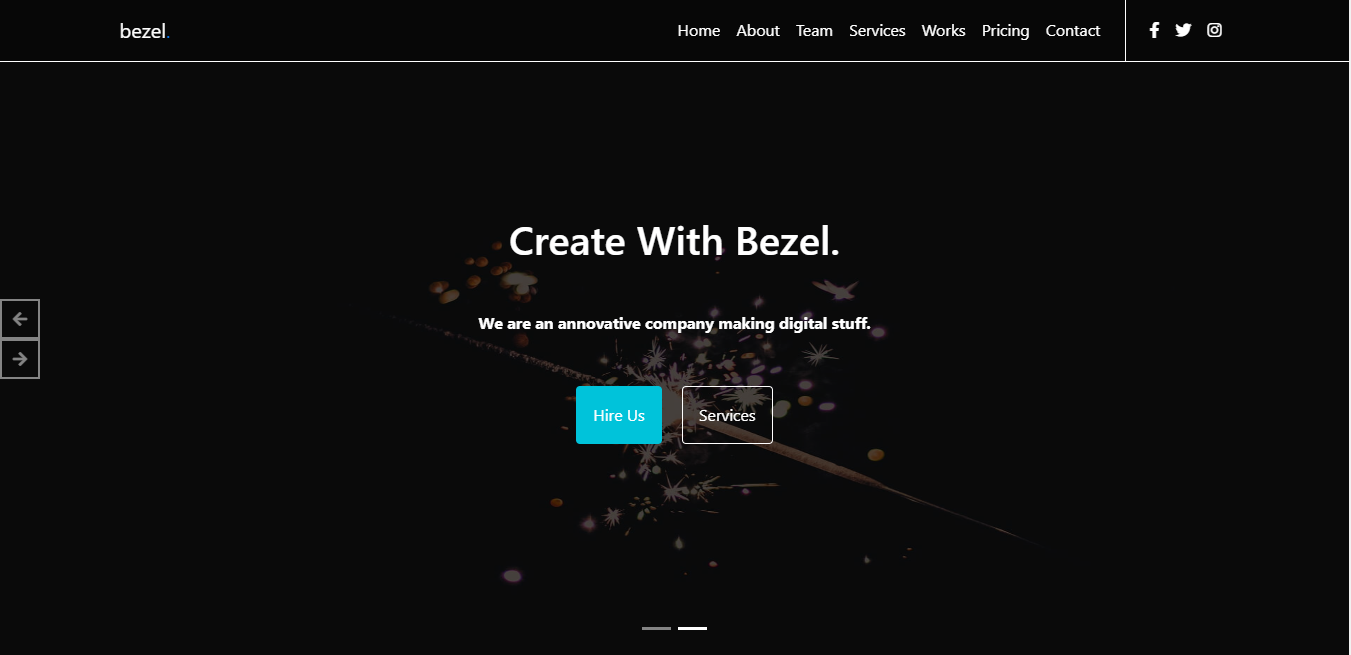 bezel.
Home About Team Services Works Pricing Contact
Create With Bezel.
We are an annovative company making digital stuff.
Hire Us
Services